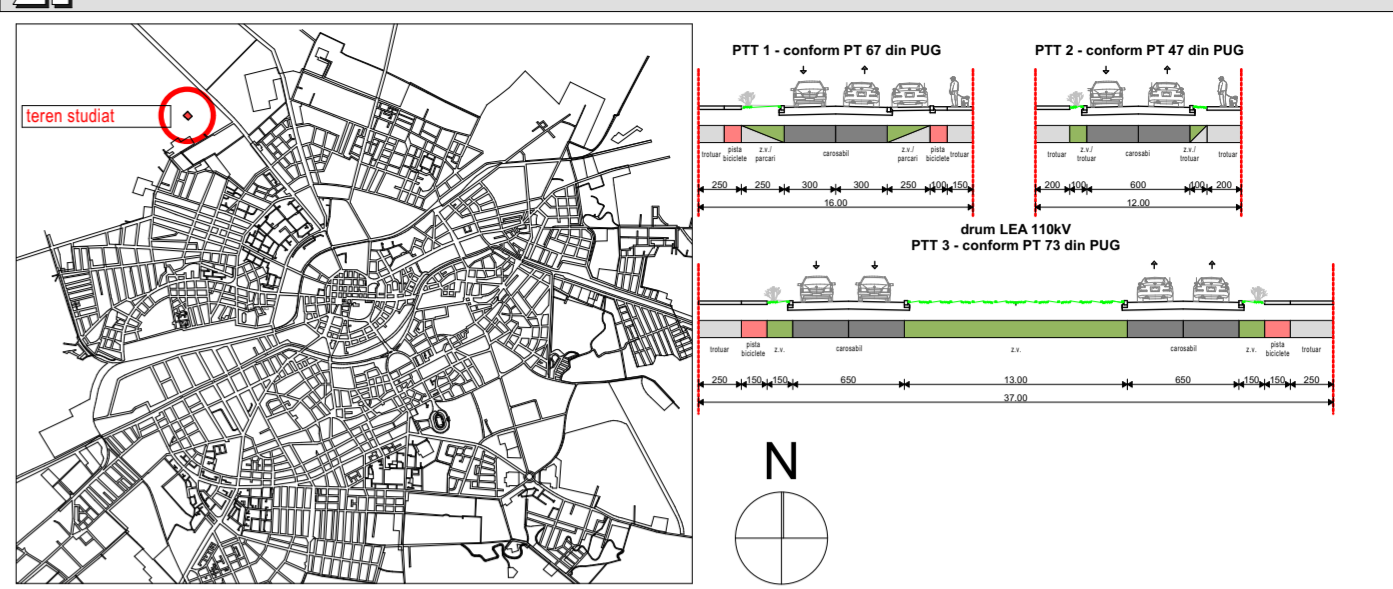 teren studiat
PTT 1 - conform PT 67 din PUG
trotuar pista biciclete z.v./ parcari carosabil z.v./ parcari pista biciclete trotuar
250 250 300 300 250 100 150
16.00
PTT 2 - conform PT 47 din PUG
trotuar z.v./ trotuar carosabi z.v./ trotuar trotuar
200 100 600 100 200
12.00
drum LEA 110kV
PTT 3 - conform PT 73 din PUG
trotuar pista biciclete z.v. carosabil z.v. carosabil z.v. pista biciclete trotuar
250 150 150 650 13.00 650 150 150 250
37.00
N